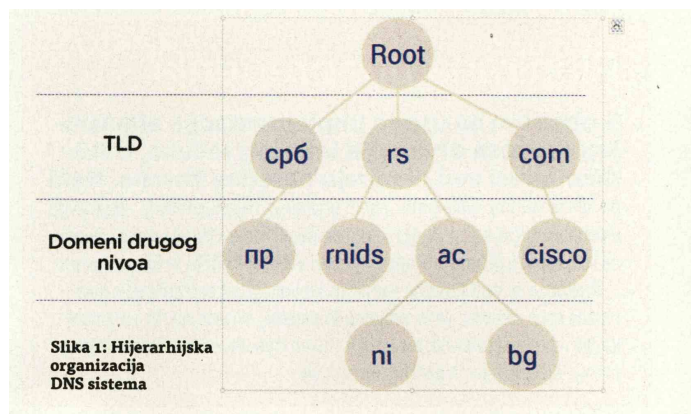 Root
TLD
срб
rs
com
Domeni drugog
nivoa
пр
rnids
ac
cisco
ni
bg
Slika 1: Hijerarhijska
organizacija
DNS sistema